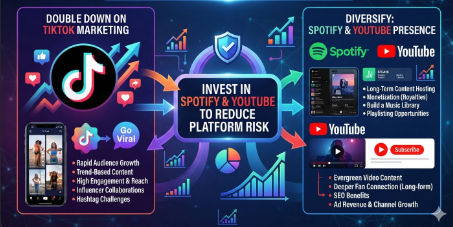 DOUBLE DOWN ON
TIKTOK MARKETING
Go
Viral
• Rapid Audience Growth
• Trend-Based Content
• High Engagement & Reach
• Influencer Collaborations
• Hashtag Challenges
INVEST IN
SPOTIFY & YOUTUBE
TO REDUCE
PLATFORM RISK
DIVERSIFY:
SPOTIFY & YOUTUBE PRESENCE
Spotify
YouTube
• Long-Term Content Hosting
• Monetization (Royalties)
• Build a Music Library
• Playlisting Opportunities
YouTube
Subscribe
• Evergreen Video Content
• Deeper Fan Connection (Long-form)
• SEO Benefits
• Ad Revenue & Channel Growth